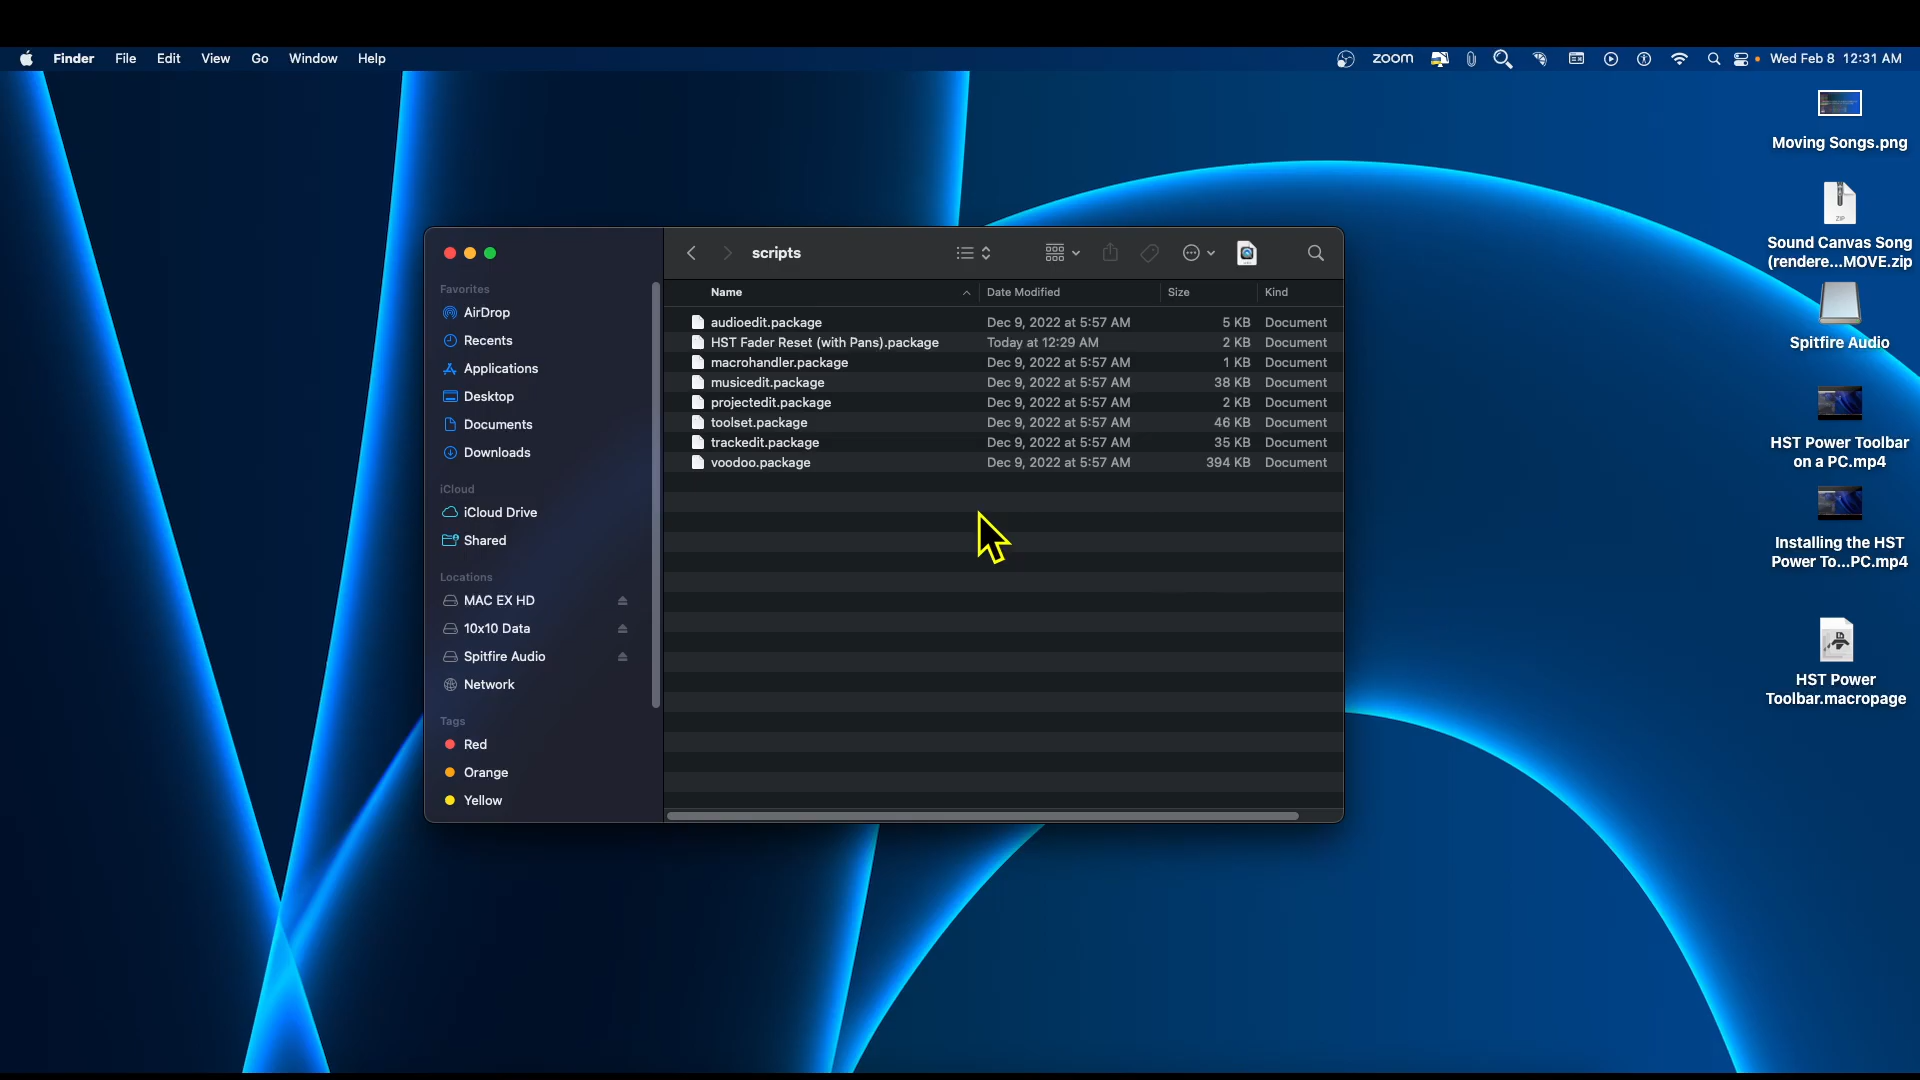 Finder File Edit View Go Window Help
zoom
Wed Feb 8 12:31 AM
scripts
Favorites
AirDrop
Recents
Applications
Desktop
Documents
Downloads
iCloud
iCloud Drive
Shared
Locations
MAC EX HD
10x10 Data
Spitfire Audio
Network
Tags
Red
Orange
Yellow
Name Date Modified Size Kind
audioedit.package Dec 9, 2022 at 5:57 AM 5 KB Document
HST Fader Reset (with Pans).package Today at 12:29 AM 2 KB Document
macrohandler.package Dec 9, 2022 at 5:57 AM 1 KB Document
musicedit.package Dec 9, 2022 at 5:57 AM 38 KB Document
projectedit.package Dec 9, 2022 at 5:57 AM 2 KB Document
toolset.package Dec 9, 2022 at 5:57 AM 46 KB Document
trackedit.package Dec 9, 2022 at 5:57 AM 35 KB Document
voodoo.package Dec 9, 2022 at 5:57 AM 394 KB Document
Moving Songs.png
ZIP
Sound Canvas Song
(rendere...MOVE.zip
Spitfire Audio
HST Power Toolbar
on a PC.mp4
Installing the HST
Power To...PC.mp4
HST Power
Toolbar.macropage